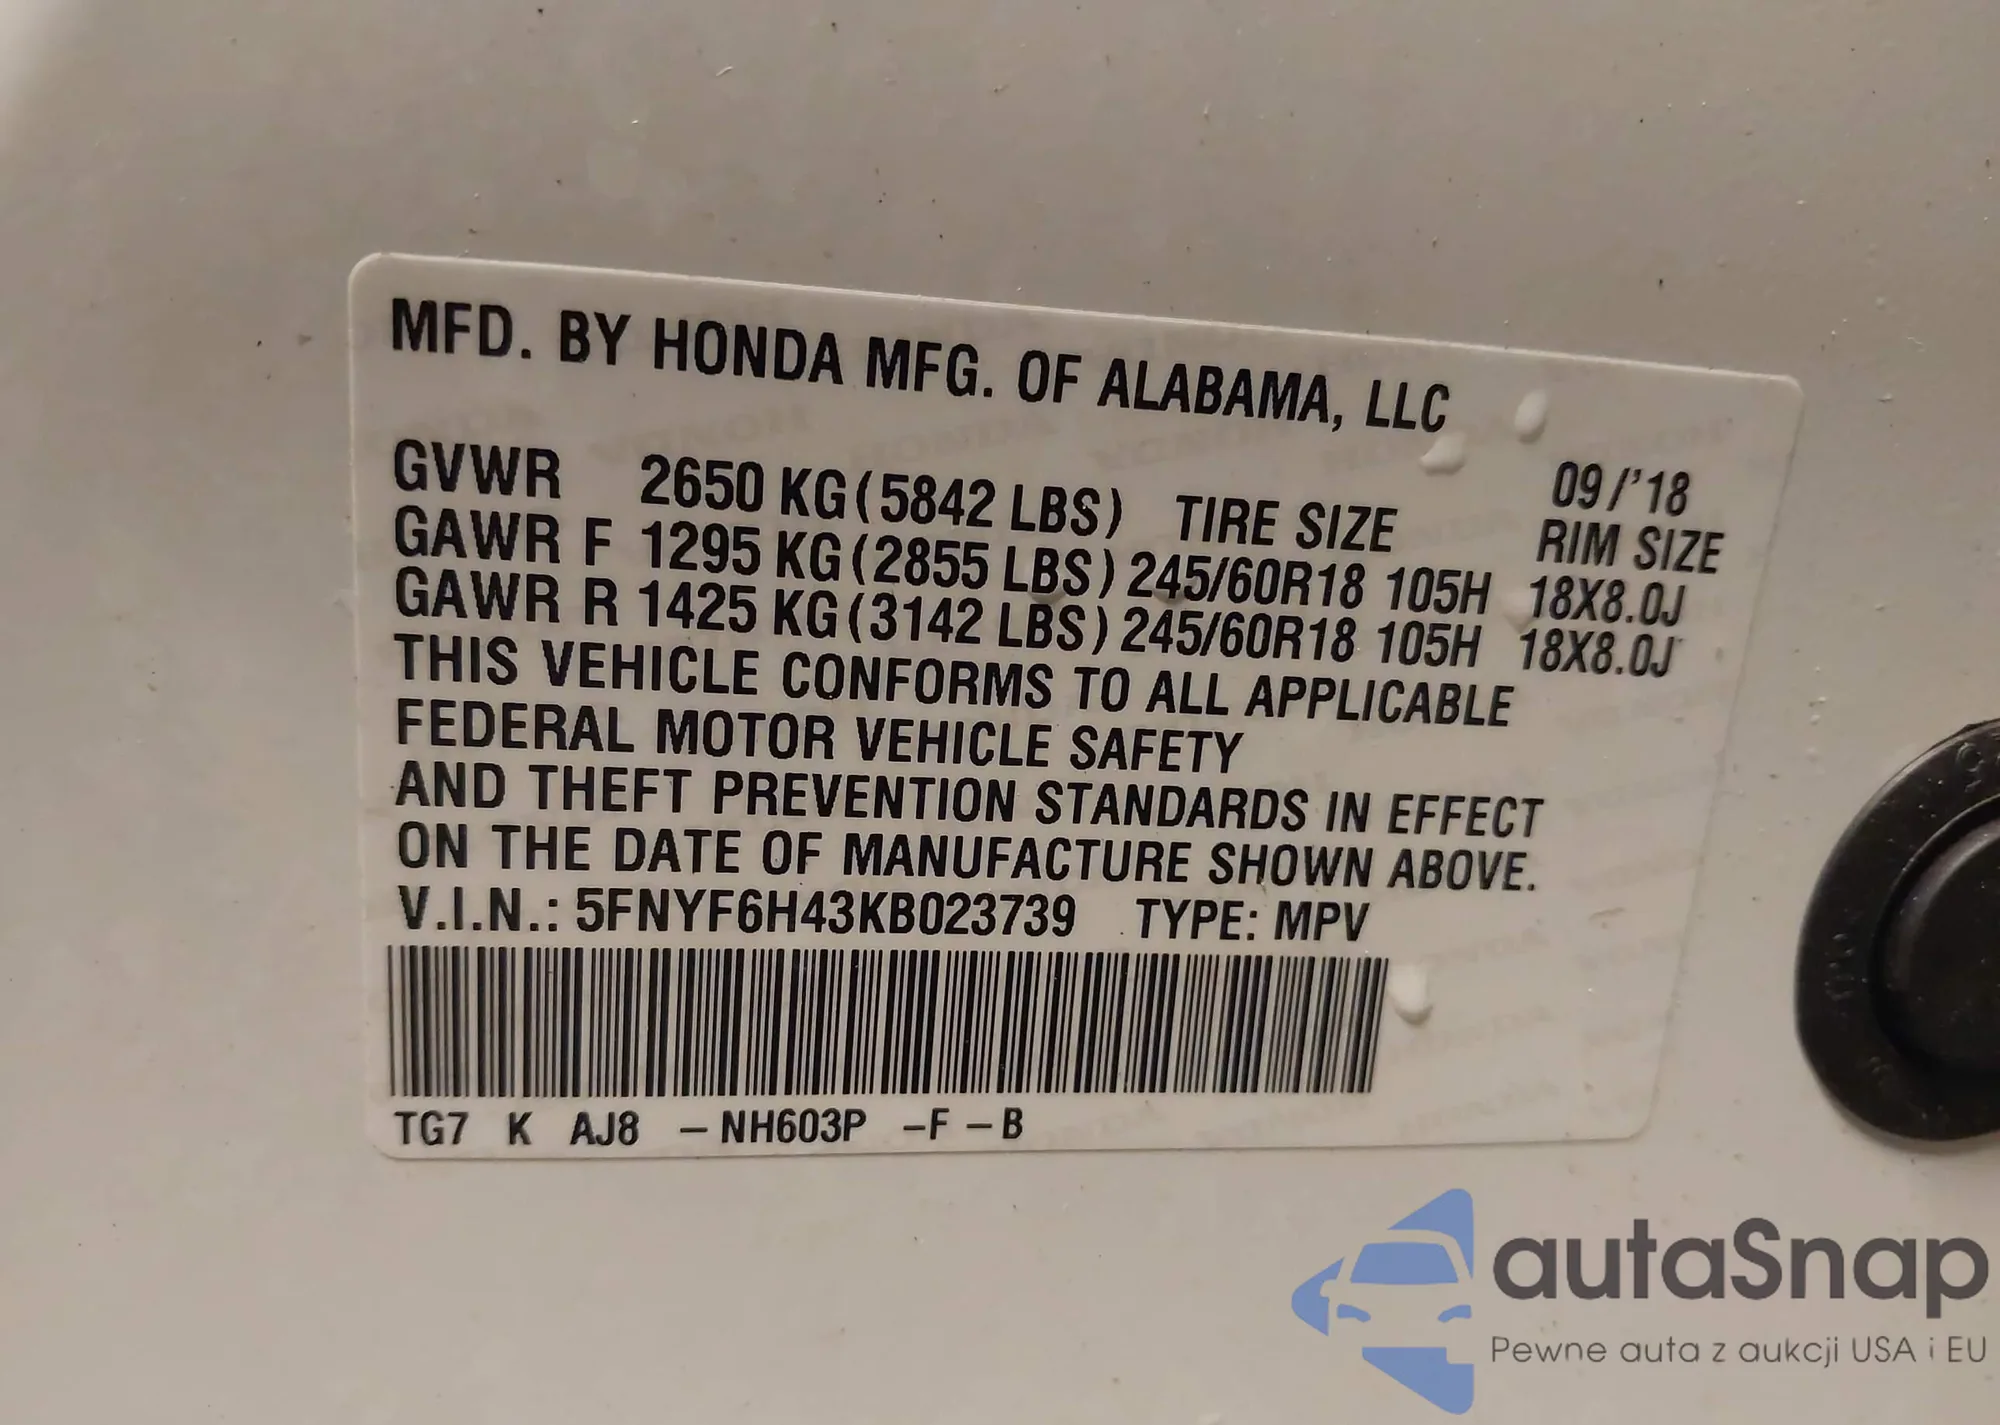 MFD. BY HONDA MFG. OF ALABAMA, LLC
09/'18
GVWR 2650 KG (5842 LBS) TIRE SIZE RIM SIZE
GAWR F 1295 KG (2855 LBS) 245/60R18 105H 18X8.0J
GAWR R 1425 KG (3142 LBS) 245/60R18 105H 18X8.0J
THIS VEHICLE CONFORMS TO ALL APPLICABLE
FEDERAL MOTOR VEHICLE SAFETY
AND THEFT PREVENTION STANDARDS IN EFFECT
ON THE DATE OF MANUFACTURE SHOWN ABOVE.
V.I.N.: 5FNYF6H43KB023739 TYPE: MPV
TG7 K AJ8 – NH603P –F – B
autaSnap
Pewne auta z aukcji USA i EU